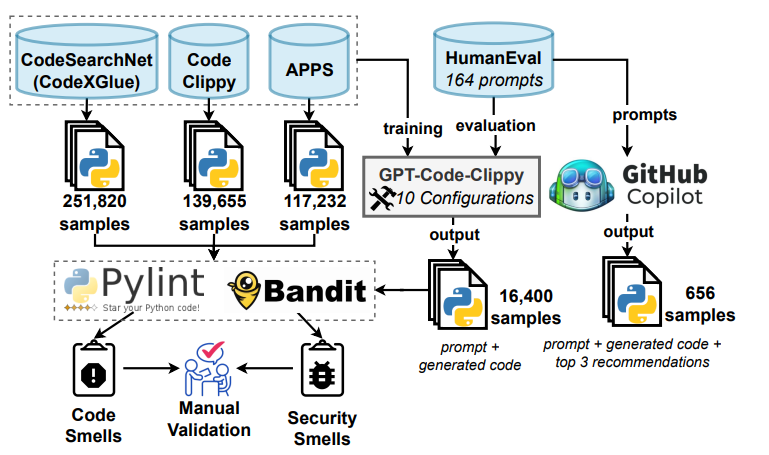 CodeSearchNet
(CodeXGlue)
Code
Clippy
APPS
HumanEval
164 prompts
training
evaluation
prompts
251,820
samples
139,655
samples
117,232
samples
GPT-Code-Clippy
10 Configurations
GitHub
Copilot
output
output
Pylint
Star your Python code!
Bandit
16,400
samples
656
samples
prompt +
generated code
prompt + generated code +
top 3 recommendations
Code
Smells
Manual
Validation
Security
Smells